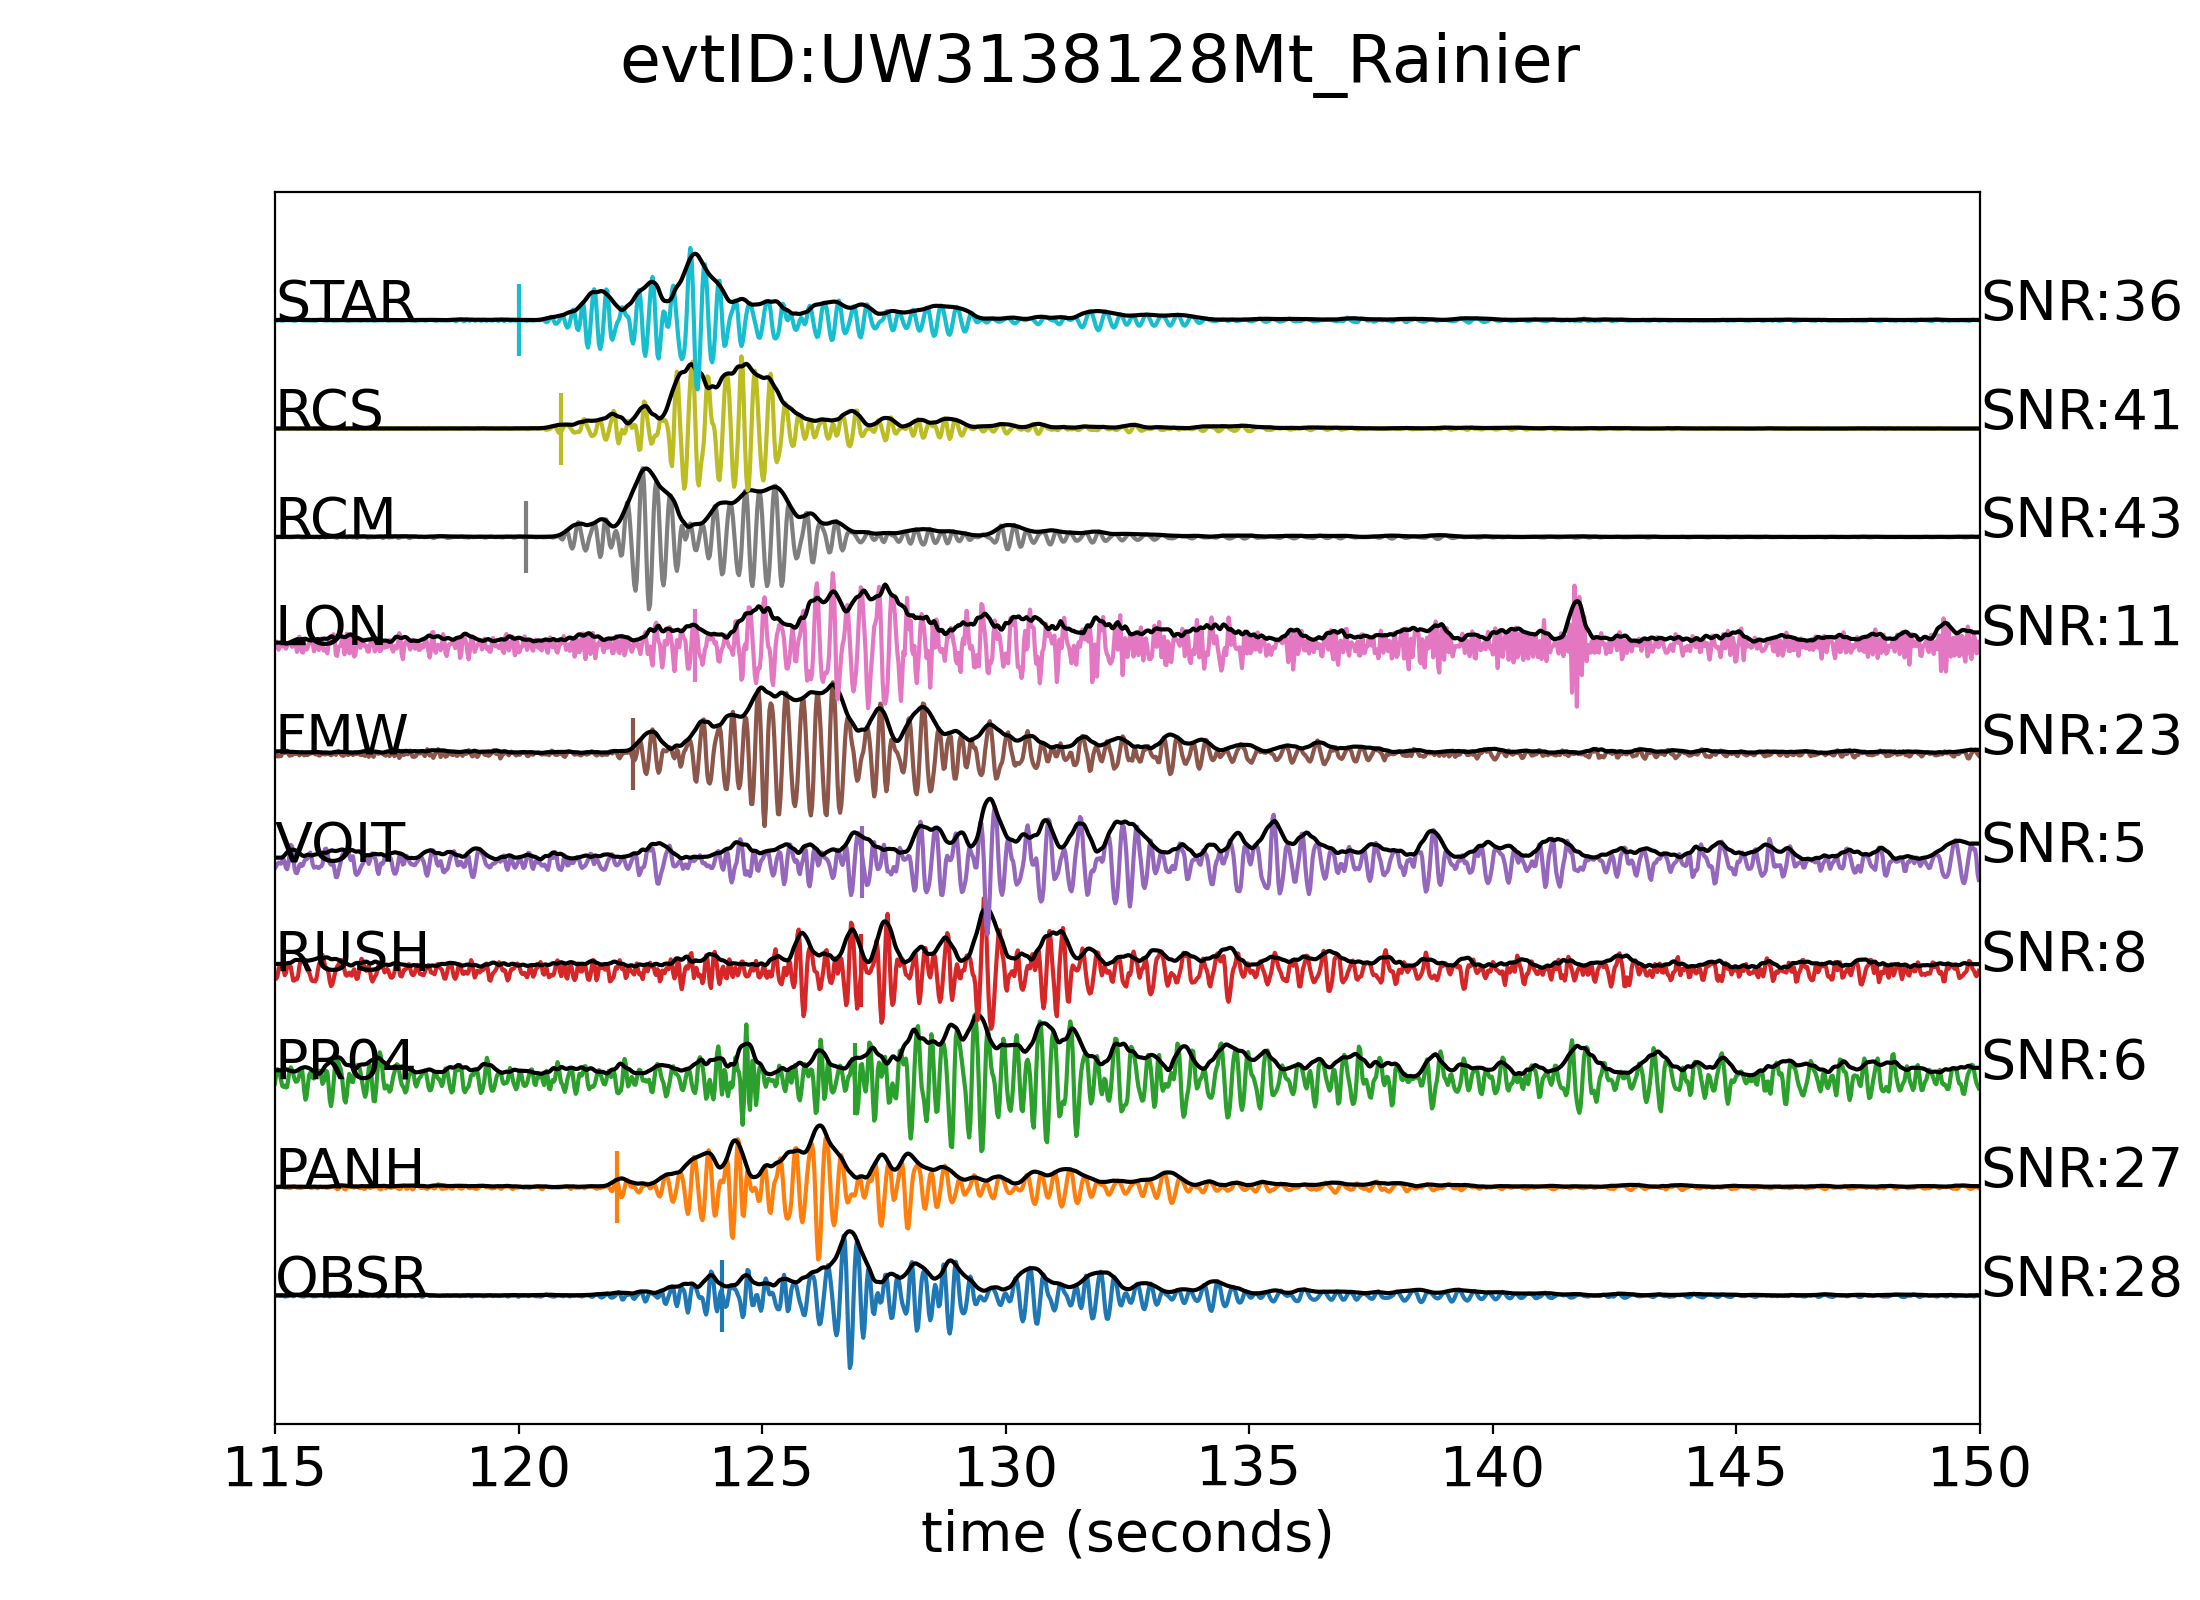 evtID:UW3138128Mt_Rainier
STAR SNR:36
RCS SNR:41
RCM SNR:43
LON SNR:11
FMW SNR:23
VOIT SNR:5
RUSH SNR:8
PR04 SNR:6
PANH SNR:27
OBSR SNR:28
115 120 125 130 135 140 145 150
time (seconds)